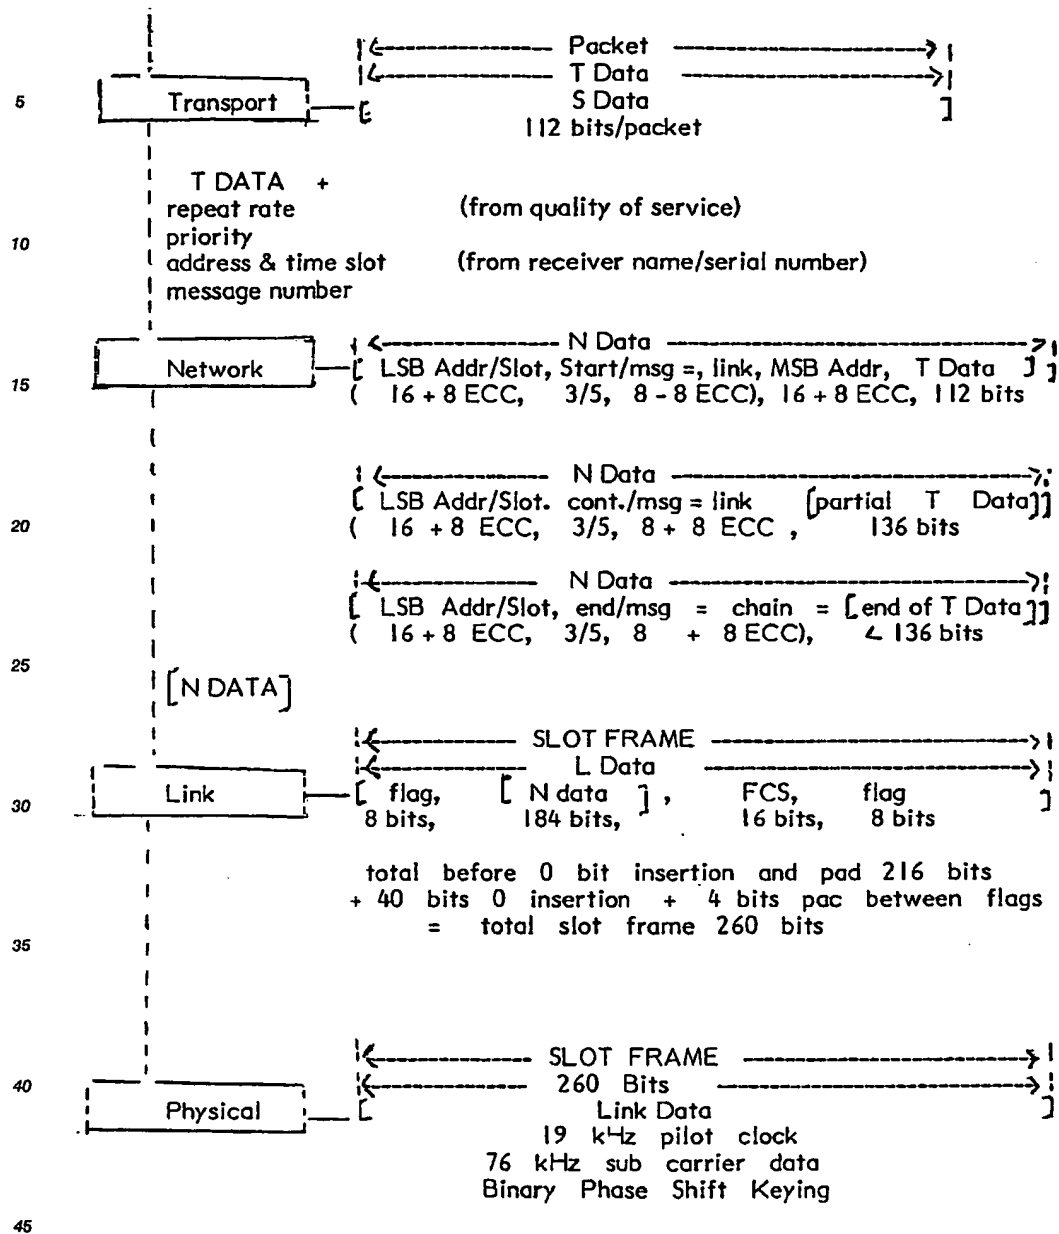 Packet
T Data
5 Transport [ S Data ]
112 bits/packet
T DATA +
repeat rate (from quality of service)
10 priority
address & time slot (from receiver name/serial number)
message number
N Data
Network [ LSB Addr/Slot, Start/msg =, link, MSB Addr, T Data ]
15 ( 16 + 8 ECC, 3/5, 8 - 8 ECC), 16 + 8 ECC, 112 bits
N Data
[ LSB Addr/Slot. cont./msg = link [partial T Data]]
20 ( 16 + 8 ECC, 3/5, 8 + 8 ECC , 136 bits
N Data
[ LSB Addr/Slot, end/msg = chain = [end of T Data]]
( 16 + 8 ECC, 3/5, 8 + 8 ECC), < 136 bits
25
[N DATA]
SLOT FRAME
L Data
Link [ flag, [ N data ] , FCS, flag ]
30 8 bits, 184 bits, 16 bits, 8 bits
total before 0 bit insertion and pad 216 bits
+ 40 bits 0 insertion + 4 bits pac between flags
= total slot frame 260 bits
35
SLOT FRAME
40 260 Bits
Physical [ Link Data ]
19 kHz pilot clock
76 kHz sub carrier data
Binary Phase Shift Keying
45